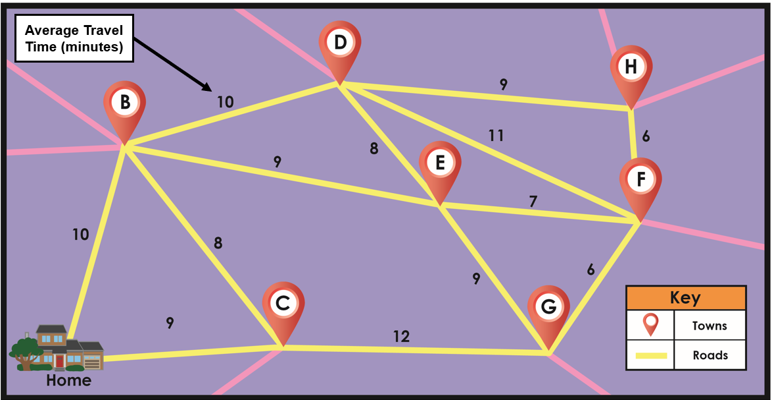 Average Travel
Time (minutes)
D
H
B
10
9
11
6
8
E
9
F
7
10
8
9
6
C
G
9
12
Key
Towns
Roads
Home